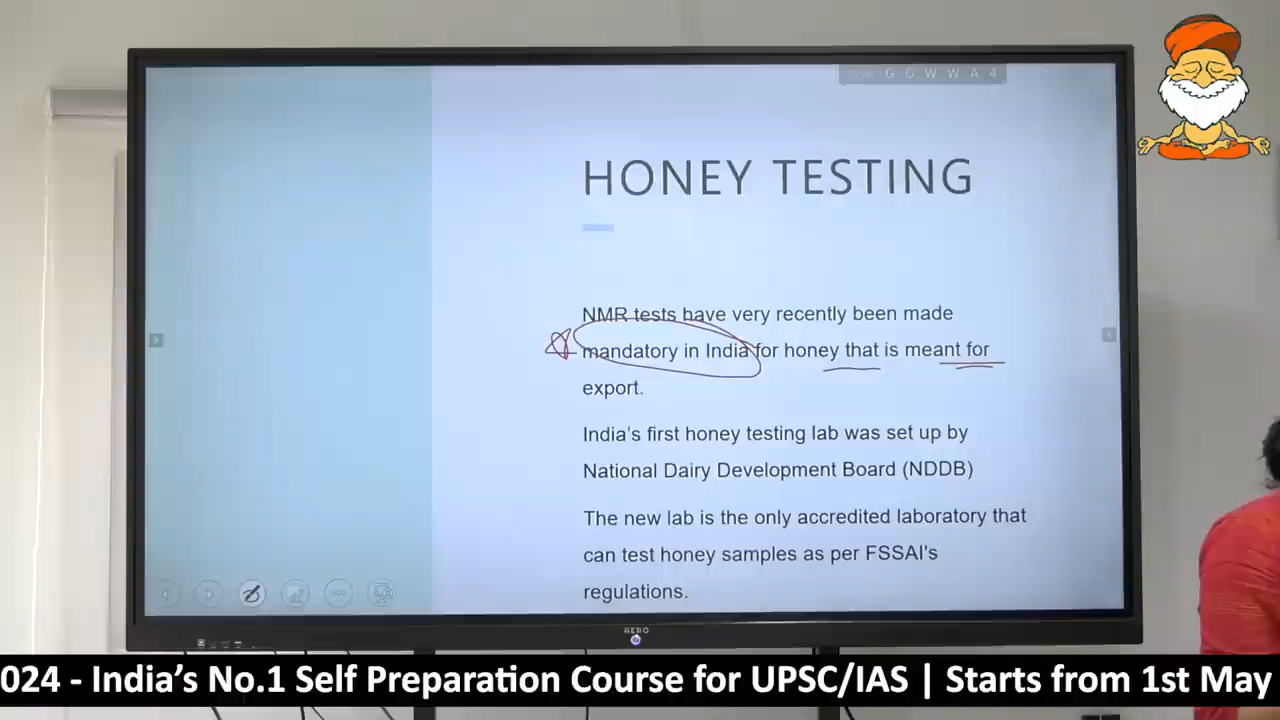 G G W W A 4
HONEY TESTING
NMR tests have very recently been made
mandatory in India for honey that is meant for
export.
India's first honey testing lab was set up by
National Dairy Development Board (NDDB)
The new lab is the only accredited laboratory that
can test honey samples as per FSSAI's
regulations.
024 - India's No.1 Self Preparation Course for UPSC/IAS | Starts from 1st May